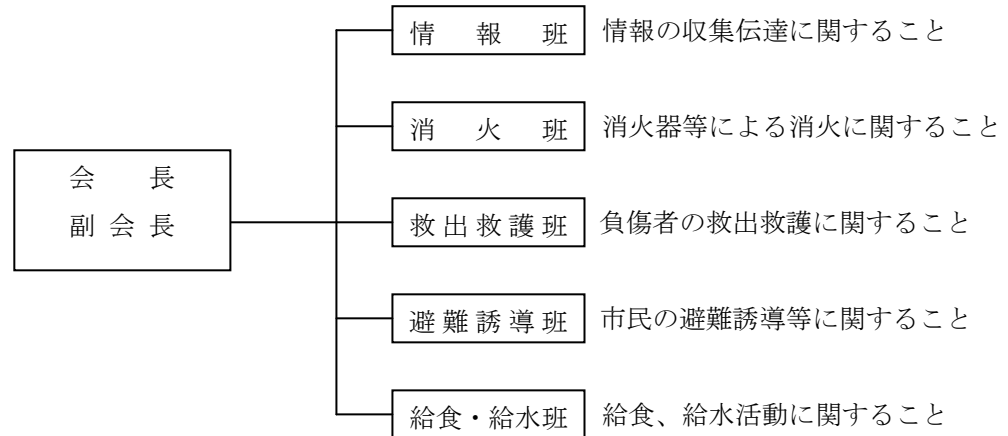 情報班 情報の収集伝達に関すること
消火班 消火器等による消火に関すること
会長
副会長
救出救護班 負傷者の救出救護に関すること
避難誘導班 市民の避難誘導等に関すること
給食・給水班 給食、給水活動に関すること